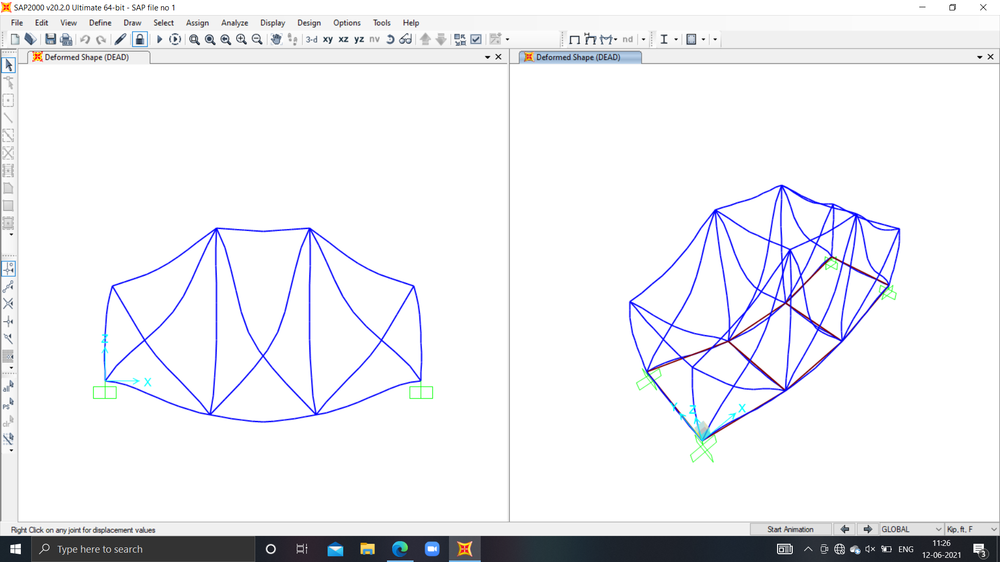 SAP2000 v20.2.0 Ultimate 64-bit - SAP file no 1
File Edit View Define Draw Select Assign Analyze Display Design Options Tools Help
3-d xy xz yz nv nd
Deformed Shape (DEAD)
Deformed Shape (DEAD)
Z
X
Y Z X
all
PS
clr
Right Click on any joint for displacement values
Start Animation
GLOBAL
Kip, ft, F
Type here to search
ENG
11:26
12-06-2021
3